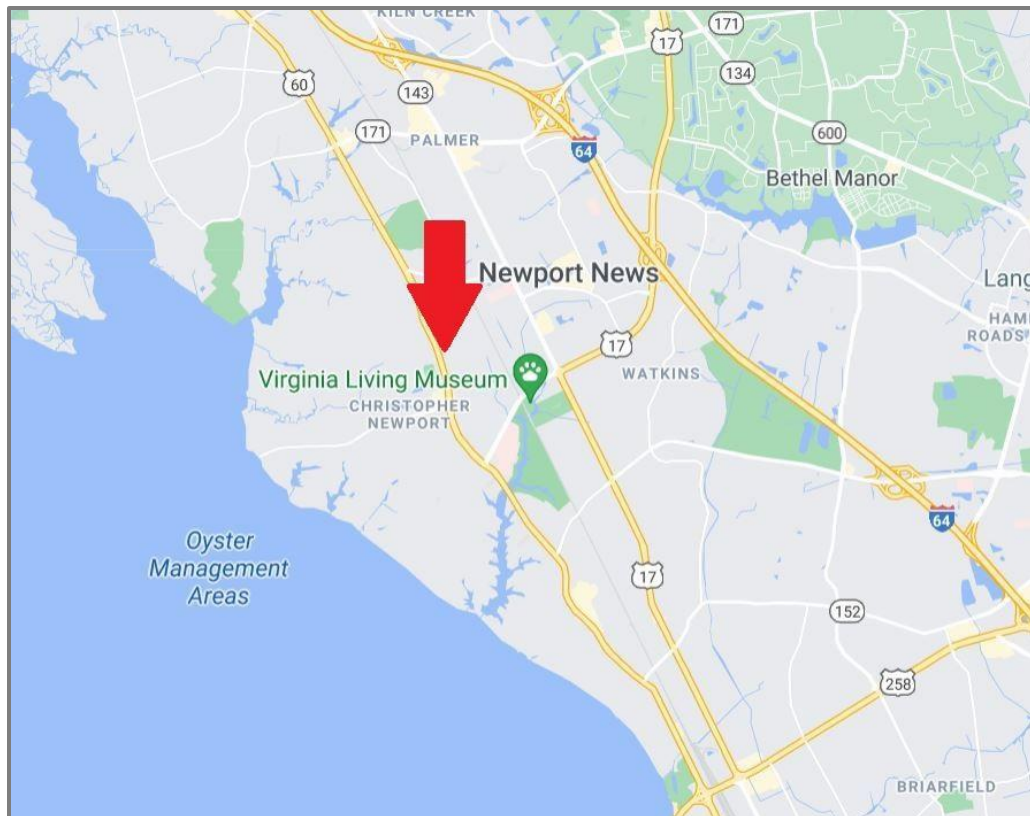 KILN CREEK
171
17
134
60
143
600
171
PALMER
64
Bethel Manor
Newport News
Lang
HAM
ROADS
17
WATKINS
Virginia Living Museum
CHRISTOPHER
NEWPORT
64
Oyster
Management
Areas
17
152
258
BRIARFIELD